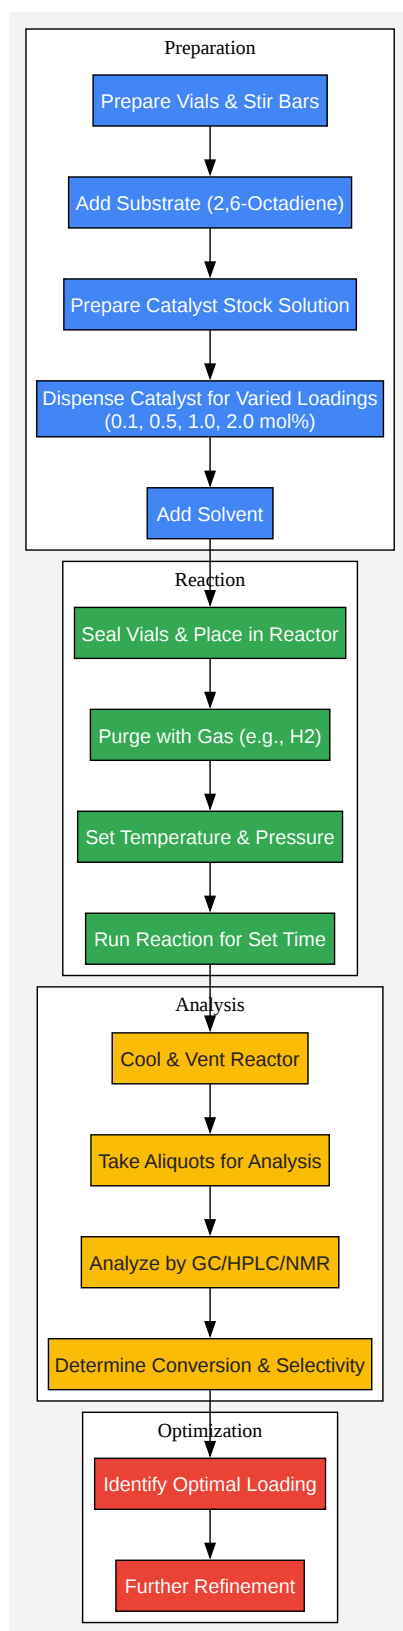 Preparation
Prepare Vials & Stir Bars
Add Substrate (2,6-Octadiene)
Prepare Catalyst Stock Solution
Dispense Catalyst for Varied Loadings
(0.1, 0.5, 1.0, 2.0 mol%)
Add Solvent
Reaction
Seal Vials & Place in Reactor
Purge with Gas (e.g., H2)
Set Temperature & Pressure
Run Reaction for Set Time
Analysis
Cool & Vent Reactor
Take Aliquots for Analysis
Analyze by GC/HPLC/NMR
Determine Conversion & Selectivity
Optimization
Identify Optimal Loading
Further Refinement